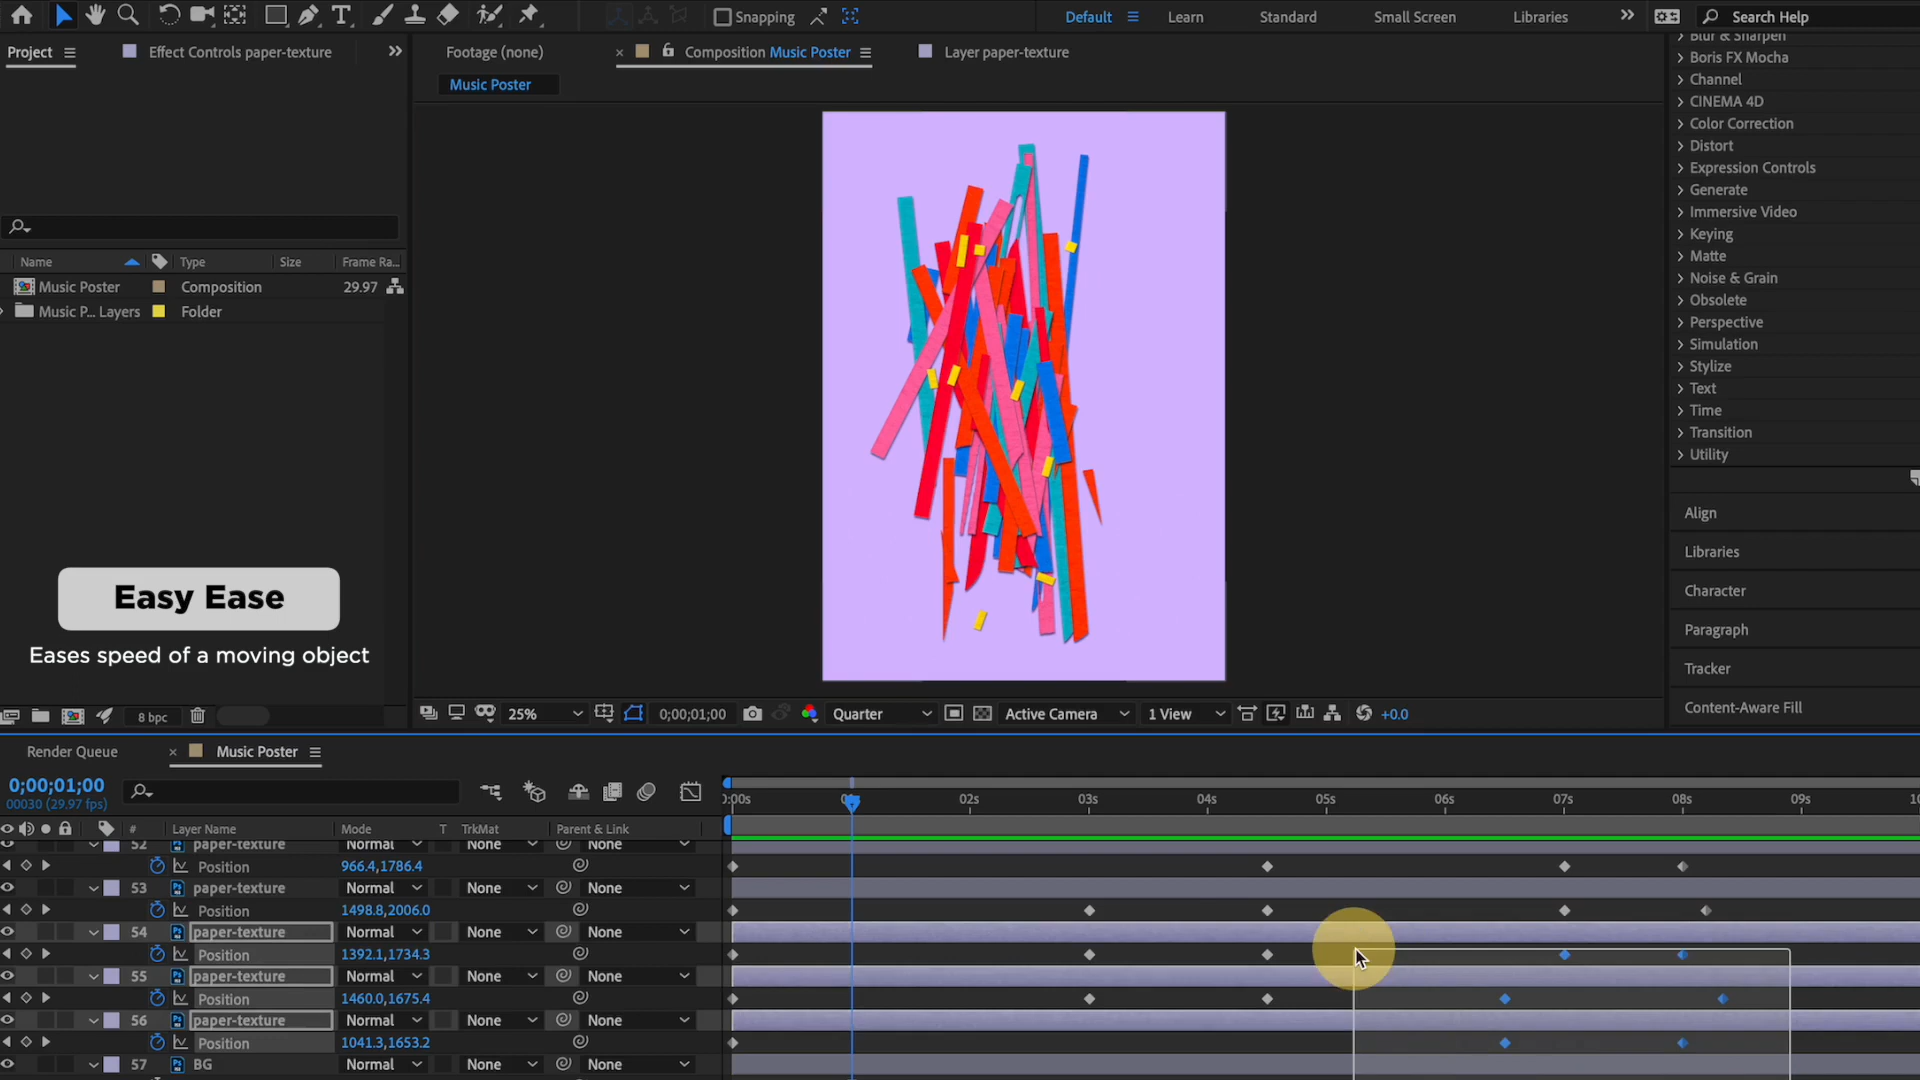 Snapping
Default
Learn
Standard
Small Screen
Libraries
Search Help
Project
Effect Controls paper-texture
Footage (none)
Composition Music Poster
Layer paper-texture
Music Poster
Name
Type
Size
Frame Ra...
Music Poster
Composition
29.97
Music P... Layers
Folder
Easy Ease
Eases speed of a moving object
8 bpc
25%
0;00;01;00
Quarter
Active Camera
1 View
+0.0
Blur & Sharpen
Boris FX Mocha
Channel
CINEMA 4D
Color Correction
Distort
Expression Controls
Generate
Immersive Video
Keying
Matte
Noise & Grain
Obsolete
Perspective
Simulation
Stylize
Text
Time
Transition
Utility
Align
Libraries
Character
Paragraph
Tracker
Content-Aware Fill
Render Queue
Music Poster
0;00;01;00
00030 (29.97 fps)
0:00s
02s
03s
04s
05s
06s
07s
08s
09s
# Layer Name Mode T TrkMat Parent & Link
52 paper-texture Normal None None
Position 966.4,1786.4
53 paper-texture Normal None None
Position 1498.8,2006.0
54 paper-texture Normal None None
Position 1392.1,1734.3
55 paper-texture Normal None None
Position 1460.0,1675.4
56 paper-texture Normal None None
Position 1041.3,1653.2
57 BG Normal None None